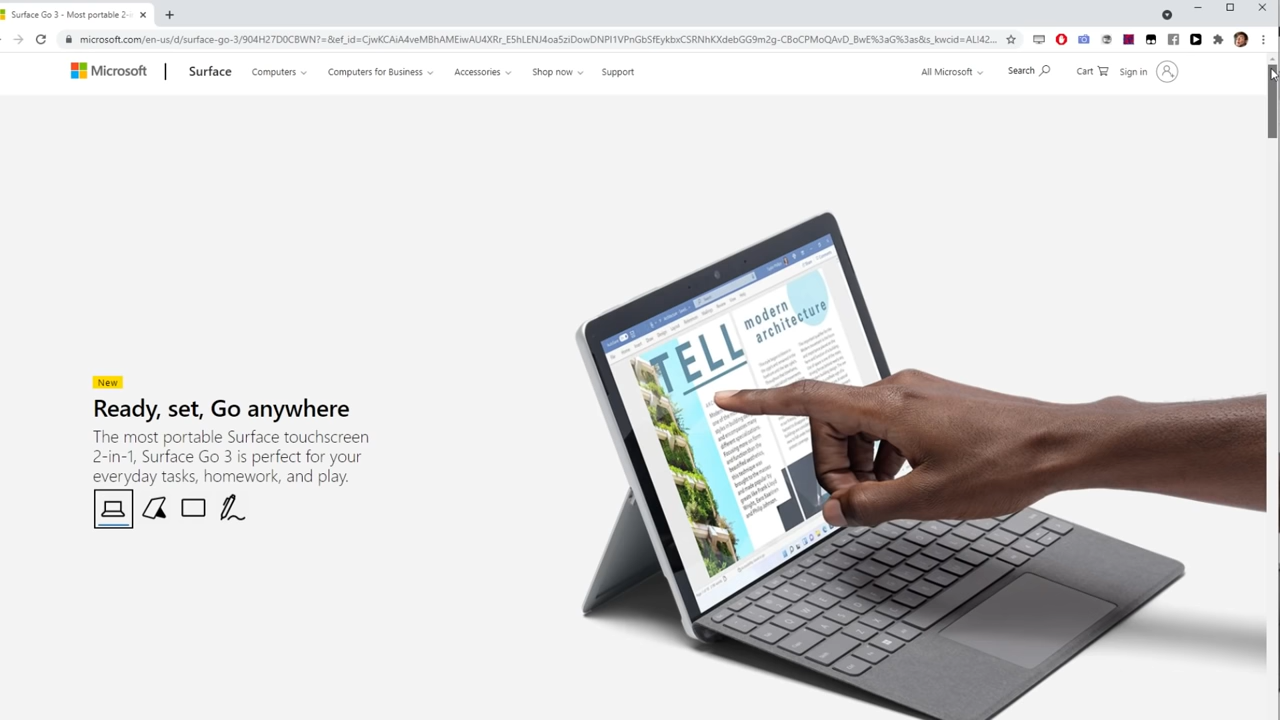 Surface Go 3 - Most portable 2-
microsoft.com/en-us/d/surface-go-3/904H27D0CBWN?=&ef_id=CjwKCAiA4veMBhAMEiwAU4XRr_E5hLENJ4oa5ziDowDNPl1VPnGbSfEykbxCSRNhKXdebGG9m2g-CBoCPMoQAvD_BwE%3aG%3as&s_kwcid=AL!42...
Microsoft
Surface
Computers
Computers for Business
Accessories
Shop now
Support
All Microsoft
Search
Cart
Sign in
New
Ready, set, Go anywhere
The most portable Surface touchscreen
2-in-1, Surface Go 3 is perfect for your
everyday tasks, homework, and play.
TELL
modern
architecture